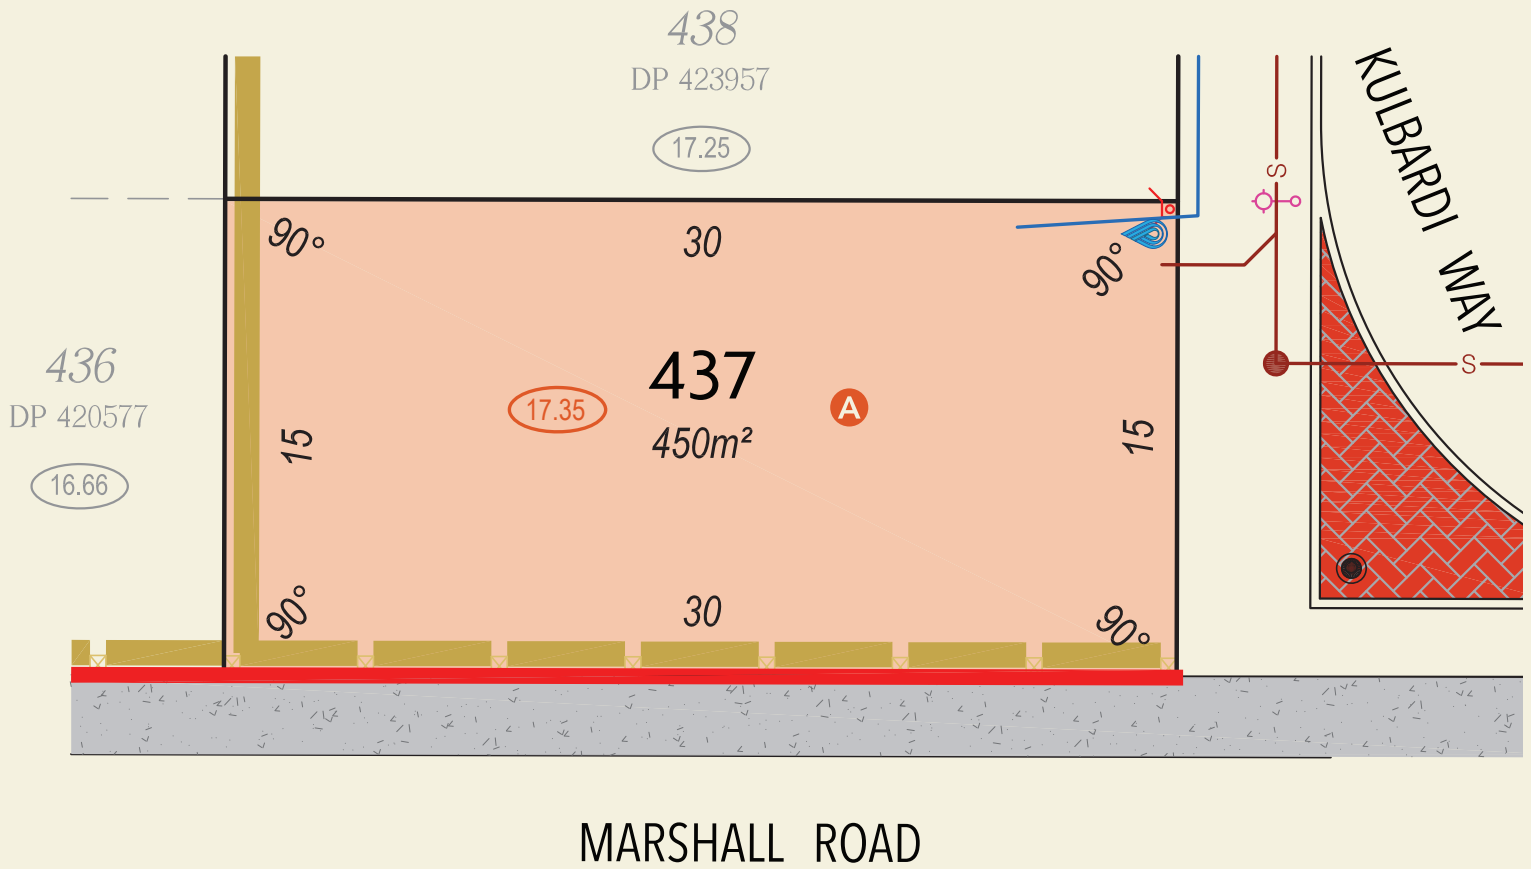 438
DP 423957
17.25
KULBARDI WAY
90°
30
90°
S
436
DP 420577
16.66
15
17.35
437
450m²
A
15
S
90°
30
90°
MARSHALL ROAD